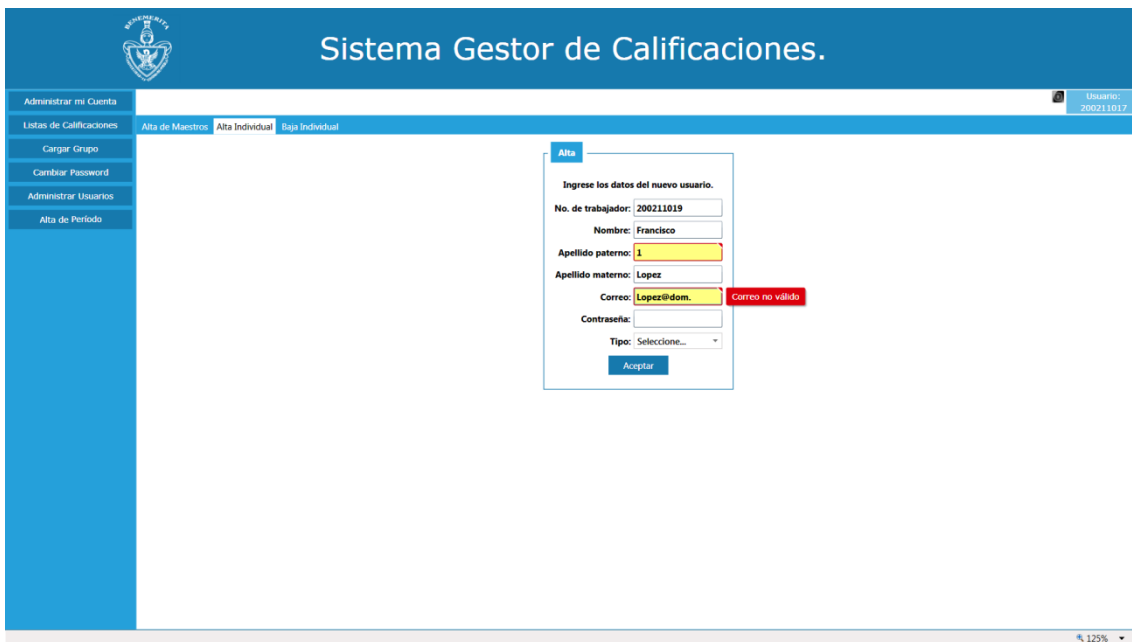 BENEMERITA
Sistema Gestor de Calificaciones.
Administrar mi Cuenta
Listas de Calificaciones
Cargar Grupo
Cambiar Password
Administrar Usuarios
Alta de Período
Usuario:
200211017
Alta de Maestros Alta Individual Baja Individual
Alta
Ingrese los datos del nuevo usuario.
No. de trabajador: 200211019
Nombre: Francisco
Apellido paterno: 1
Apellido materno: Lopez
Correo: Lopez@dom. Correo no válido
Contraseña:
Tipo: Seleccione...
Aceptar
125%